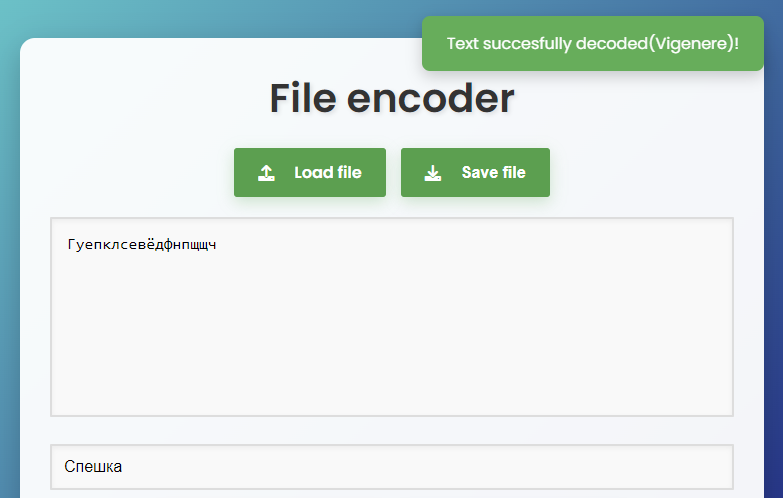 Text succesfully decoded(Vigenere)!
File encoder
Load file
Save file
Гуепклсевёдфнпщщч
Спешка